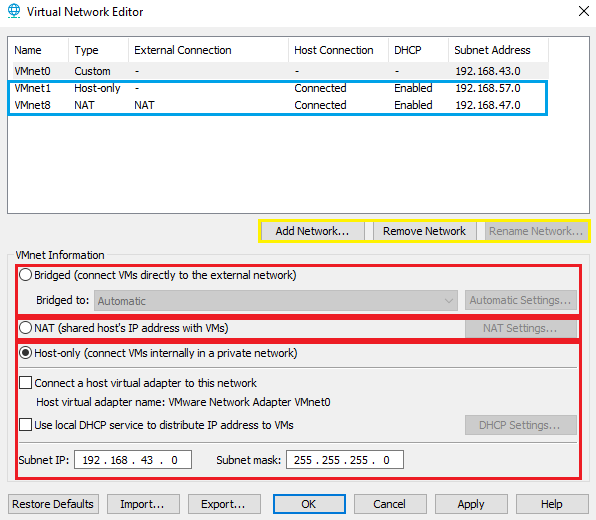 Virtual Network Editor
Name Type External Connection Host Connection DHCP Subnet Address
VMnet0 Custom - - - 192.168.43.0
VMnet1 Host-only - Connected Enabled 192.168.57.0
VMnet8 NAT NAT Connected Enabled 192.168.47.0
Add Network... Remove Network Rename Network...
VMnet Information
Bridged (connect VMs directly to the external network)
Bridged to: Automatic Automatic Settings...
NAT (shared host's IP address with VMs) NAT Settings...
Host-only (connect VMs internally in a private network)
Connect a host virtual adapter to this network
Host virtual adapter name: VMware Network Adapter VMnet0
Use local DHCP service to distribute IP address to VMs DHCP Settings...
Subnet IP: 192 . 168 . 43 . 0 Subnet mask: 255 . 255 . 255 . 0
Restore Defaults Import... Export... OK Cancel Apply Help